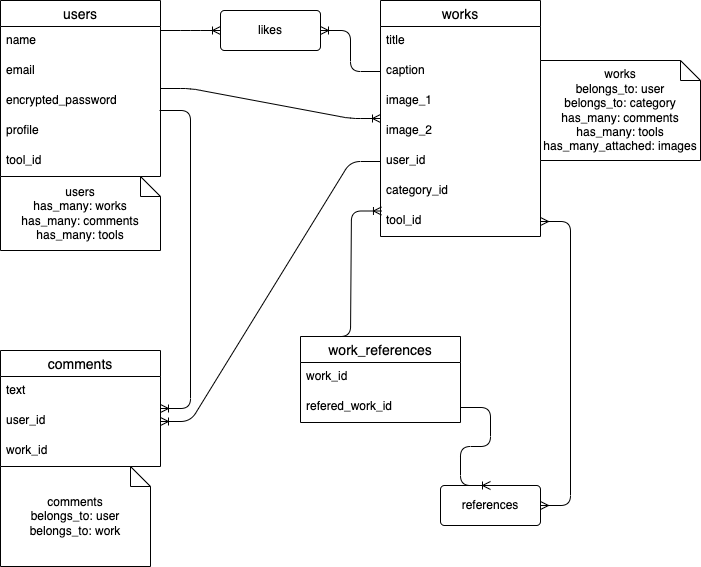 users
name
email
encrypted_password
profile
tool_id
users
has_many: works
has_many: comments
has_many: tools
likes
works
title
caption
image_1
image_2
user_id
category_id
tool_id
works
belongs_to: user
belongs_to: category
has_many: comments
has_many: tools
has_many_attached: images
comments
text
user_id
work_id
comments
belongs_to: user
belongs_to: work
work_references
work_id
refered_work_id
references